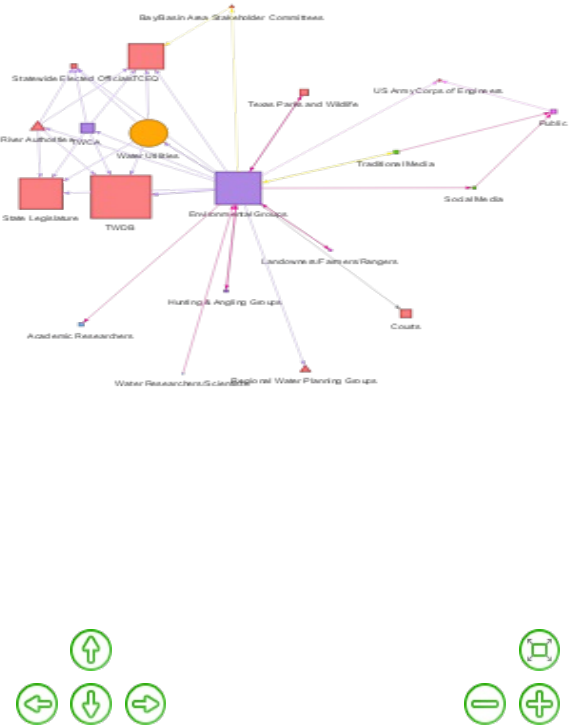 Bay/Basin Area Stakeholder Committees
Statewide Elected Officials
TCEQ
US Army Corps of Engineers
Texas Parks and Wildlife
Public
River Authorities
TWCA
Water Utilities
Traditional Media
Social Media
State Legislature
Environmental Groups
TWDB
Landowners/Farmers/Rangers
Hunting & Angling Groups
Courts
Academic Researchers
Water Researchers/Scientists
Regional Water Planning Groups